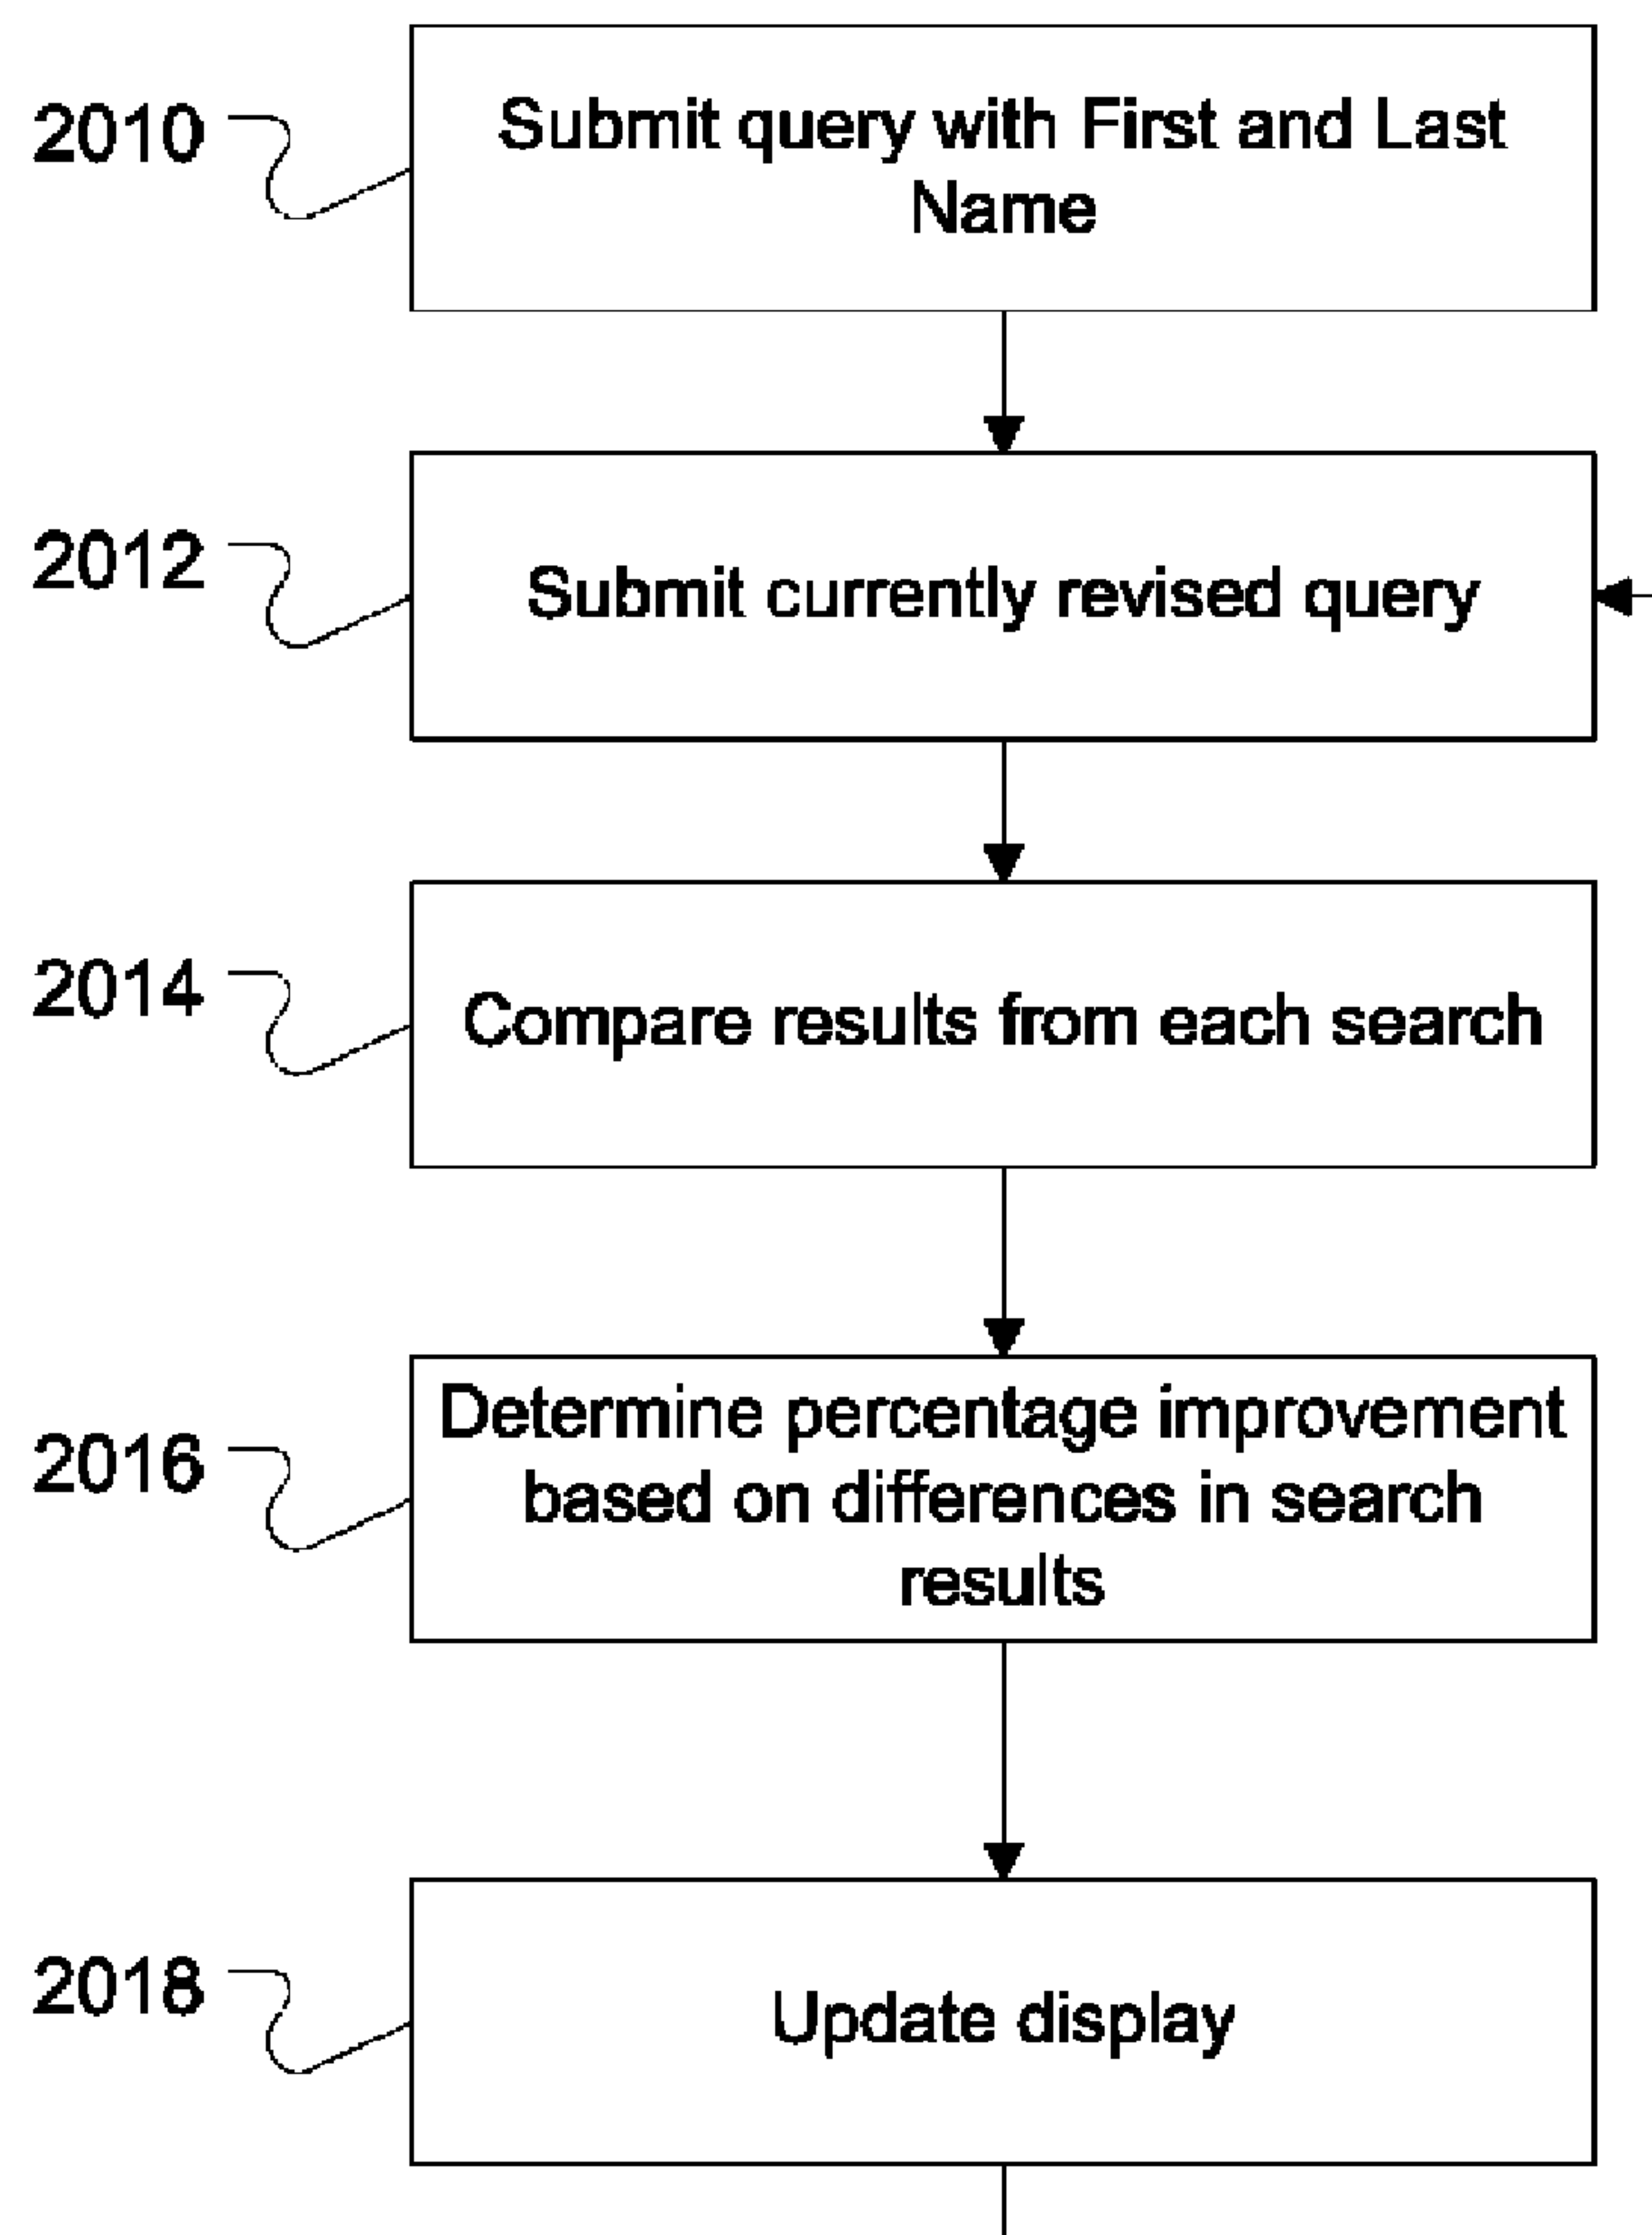 2010
Submit query with First and Last
Name
2012
Submit currently revised query
2014
Compare results from each search
2016
Determine percentage improvement
based on differences in search
results
2018
Update display